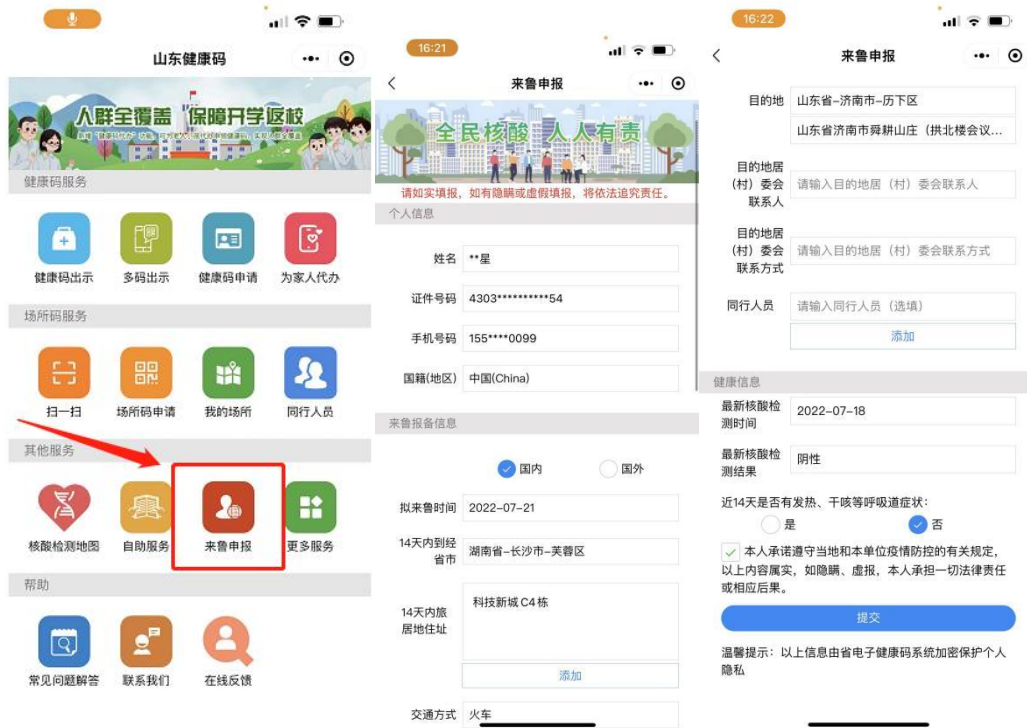 山东健康码
人群全覆盖 保障开学返校
健康码服务
健康码出示
多码出示
健康码申请
为家人代办
场所码服务
扫一扫
场所码申请
我的场所
同行人员
其他服务
核酸检测地图
自助服务
来鲁申报
更多服务
帮助
常见问题解答
联系我们
在线反馈
16:21
来鲁申报
全民核酸 人人有责
请如实填报，如有隐瞒或虚假填报，将依法追究责任。
个人信息
姓名 **星
证件号码 4303**********54
手机号码 155****0099
国籍(地区) 中国(China)
来鲁报备信息
国内 国外
拟来鲁时间 2022-07-21
14天内到经
省市
湖南省-长沙市-芙蓉区
14天内旅
居地住址
科技新城C4栋
添加
交通方式 火车
16:22
来鲁申报
目的地 山东省-济南市-历下区
山东省济南市舜耕山庄（拱北楼会议...
目的地居
（村）委会
联系人
请输入目的地居（村）委会联系人
目的地居
（村）委会
联系方式
请输入目的地居（村）委会联系方式
同行人员 请输入同行人员（选填）
添加
健康信息
最新核酸检
测时间
2022-07-18
最新核酸检
测结果
阴性
近14天是否有发热、干咳等呼吸道症状：
是 否
本人承诺遵守当地和本单位疫情防控的有关规定，
以上内容属实，如隐瞒、虚报，本人承担一切法律责任
或相应后果。
提交
温馨提示：以上信息由省电子健康码系统加密保护个人
隐私